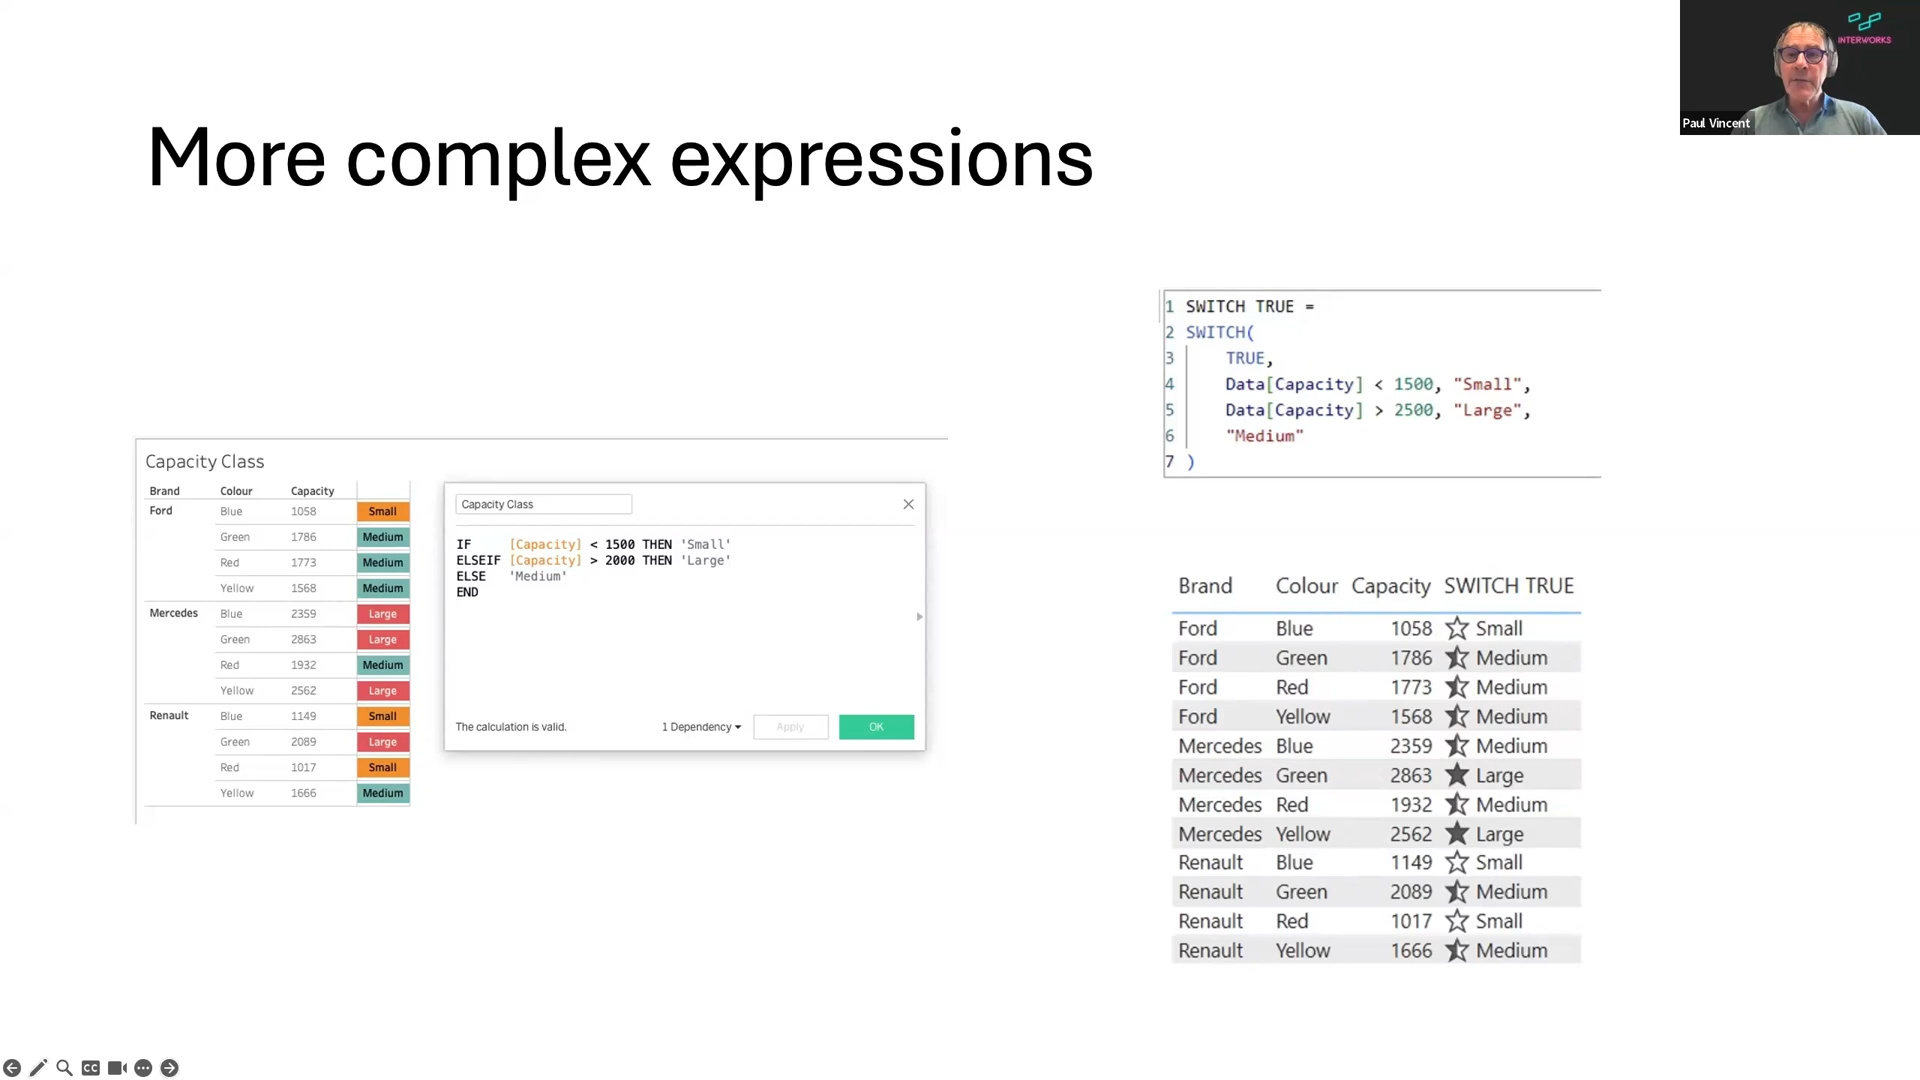 INTERWORKS
Paul Vincent
More complex expressions
Capacity Class
Brand Colour Capacity
Ford Blue 1058 Small
Green 1786 Medium
Red 1773 Medium
Yellow 1568 Medium
Mercedes Blue 2359 Large
Green 2863 Large
Red 1932 Medium
Yellow 2562 Large
Renault Blue 1149 Small
Green 2089 Large
Red 1017 Small
Yellow 1666 Medium
Capacity Class
IF [Capacity] < 1500 THEN 'Small'
ELSEIF [Capacity] > 2000 THEN 'Large'
ELSE 'Medium'
END
The calculation is valid. 1 Dependency Apply OK
1 SWITCH TRUE =
2 SWITCH(
3 TRUE,
4 Data[Capacity] < 1500, "Small",
5 Data[Capacity] > 2500, "Large",
6 "Medium"
7 )
Brand Colour Capacity SWITCH TRUE
Ford Blue 1058 Small
Ford Green 1786 Medium
Ford Red 1773 Medium
Ford Yellow 1568 Medium
Mercedes Blue 2359 Medium
Mercedes Green 2863 Large
Mercedes Red 1932 Medium
Mercedes Yellow 2562 Large
Renault Blue 1149 Small
Renault Green 2089 Medium
Renault Red 1017 Small
Renault Yellow 1666 Medium
CC